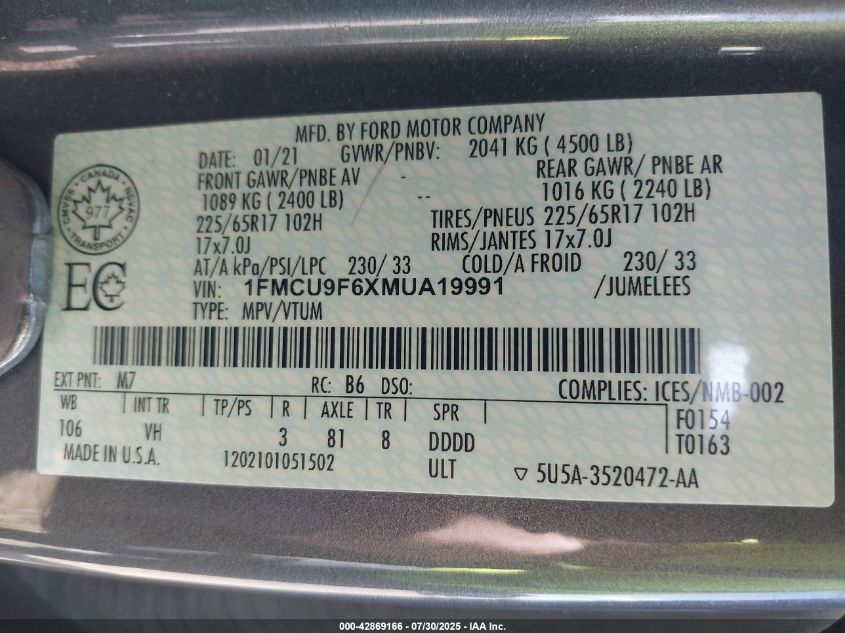 MFD. BY FORD MOTOR COMPANY
DATE: 01/21 GVWR/PNBV: 2041 KG ( 4500 LB)
FRONT GAWR/PNBE AV - REAR GAWR/ PNBE AR
1089 KG ( 2400 LB) -- 1016 KG ( 2240 LB)
225/65R17 102H TIRES/PNEUS 225/65R17 102H
17x7.0J RIMS/JANTES 17x7.0J
AT/A kPa/PSI/LPC 230/ 33 COLD/A FROID 230/ 33
VIN: 1FMCU9F6XMUA19991 /JUMELEES
TYPE: MPV/VTUM
CANADA
CMVSS NSVAC
977
TRANSPORT
EC
EXT PNT: M7 RC: B6 DSO: COMPLIES: ICES/NMB-002
WB INT TR TP/PS R AXLE TR SPR F0154
106 VH 3 81 8 DDDD T0163
MADE IN U.S.A. 1202101051502 ULT ▽ 5U5A-3520472-AA
000-42869166 - 07/30/2025 - IAA Inc.